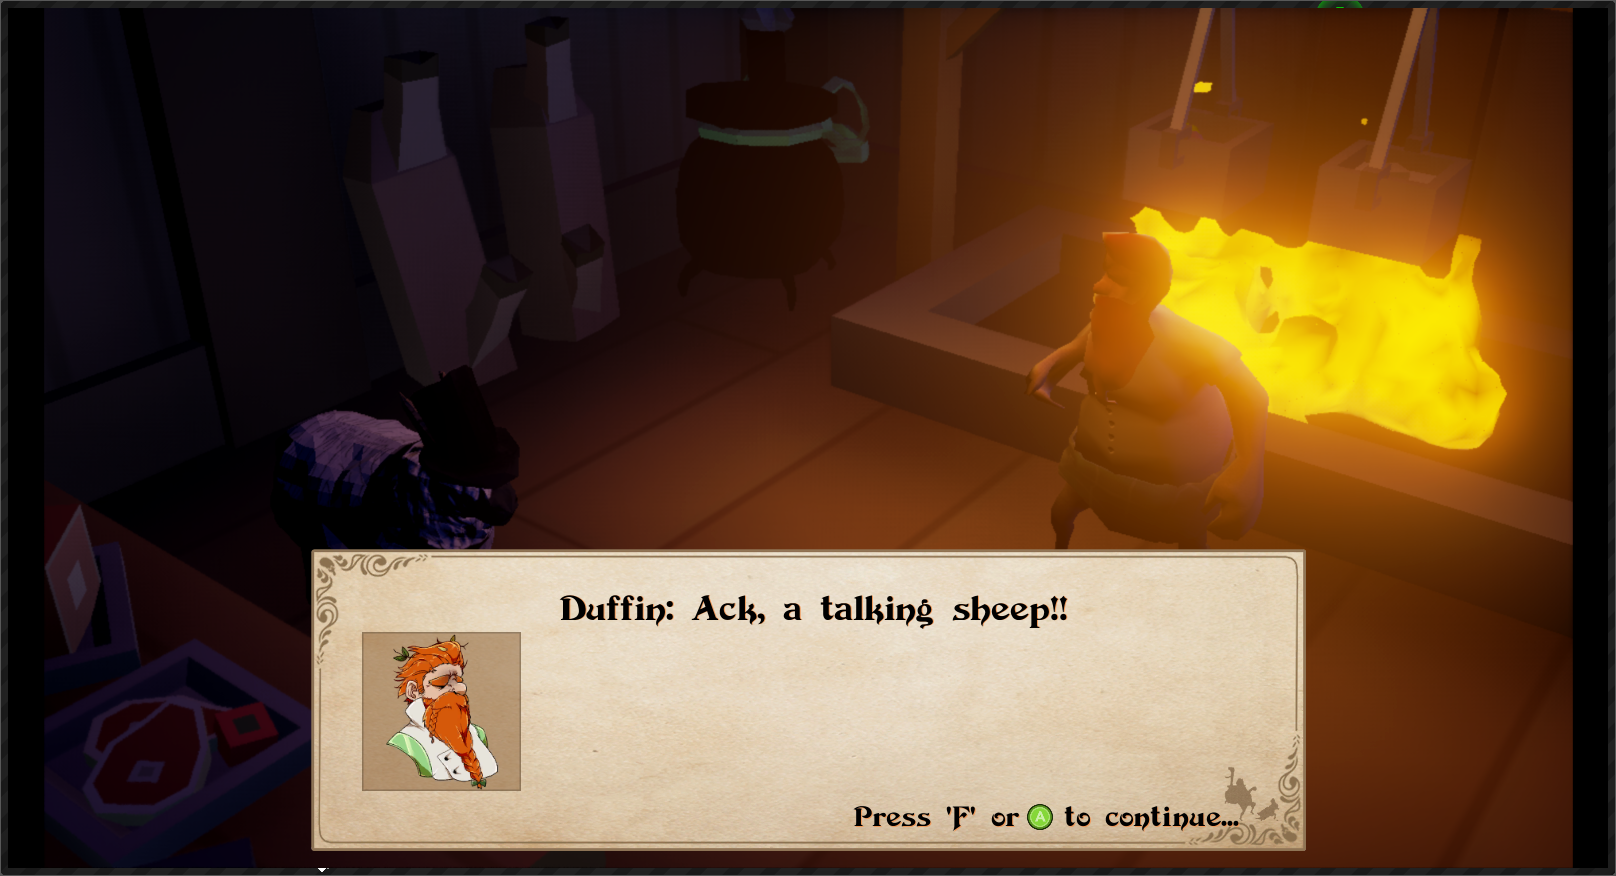 Duffin: Ack, a talking sheep!!
Press 'F' or A to continue...